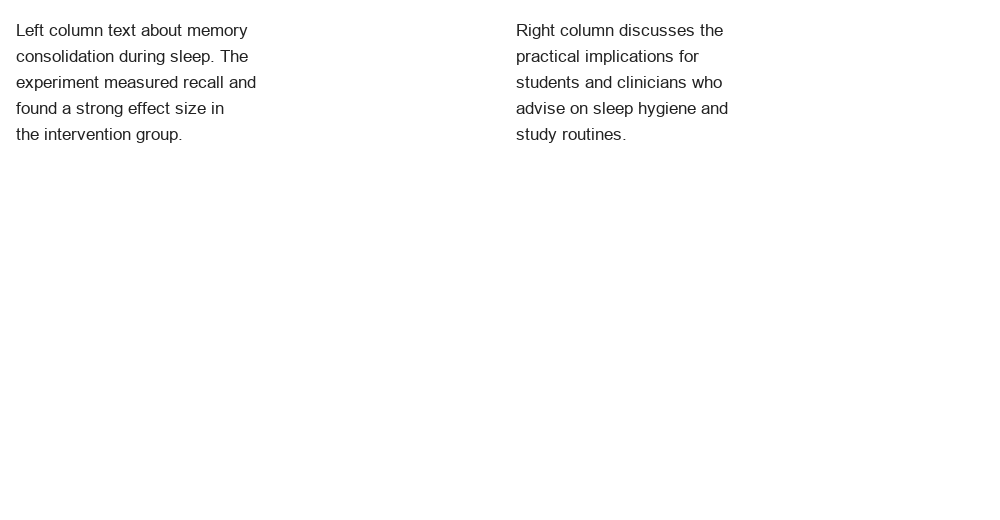 Left column text about memory
consolidation during sleep. The
experiment measured recall and
found a strong effect size in
the intervention group.
Right column discusses the
practical implications for
students and clinicians who
advise on sleep hygiene and
study routines.